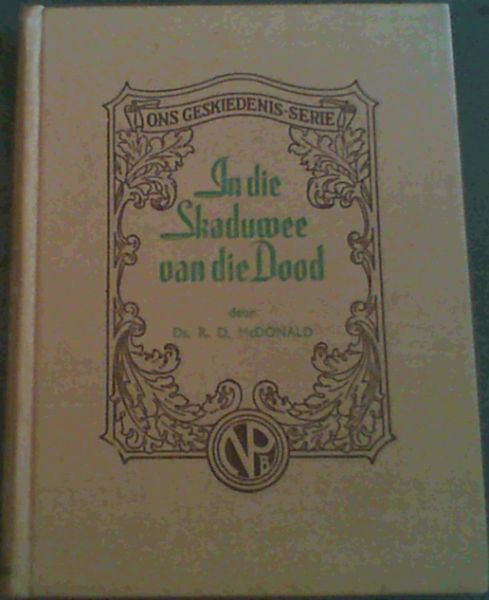 ONS GESKIEDENIS-SERIE
In die
Skaduwee
van die Dood
deur
Ds. R. D. McDONALD
NPB